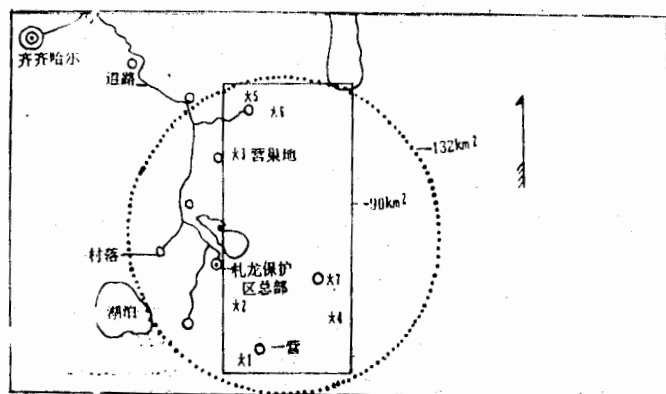 齐齐哈尔
道路
★5
★6
★3 营巢地
132km²
90km²
村落
札龙保护
区总部
★7
湖泊
★2
★4
一营
★1